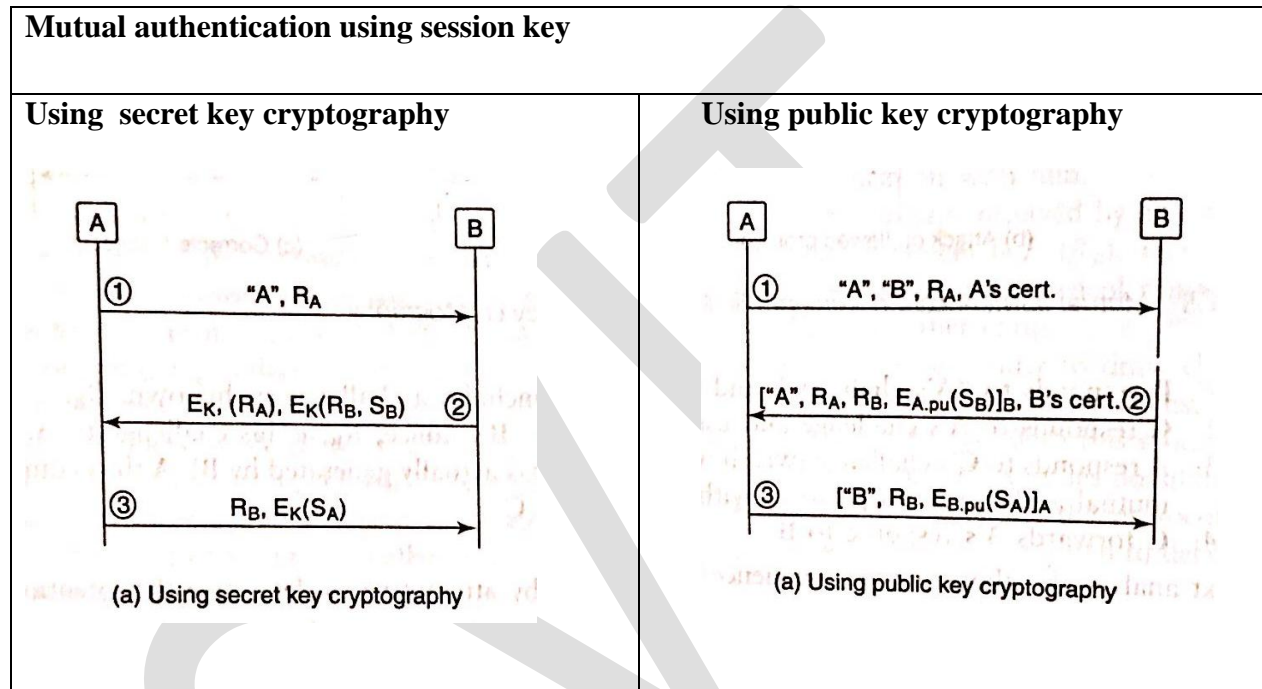 Mutual authentication using session key
Using secret key cryptography
A
B
① "A", R_A
E_K, (R_A), E_K(R_B, S_B) ②
③ R_B, E_K(S_A)
(a) Using secret key cryptography
Using public key cryptography
A
B
① "A", "B", R_A, A's cert.
["A", R_A, R_B, E_A.pu(S_B)]_B, B's cert. ②
③ ["B", R_B, E_B.pu(S_A)]_A
(a) Using public key cryptography